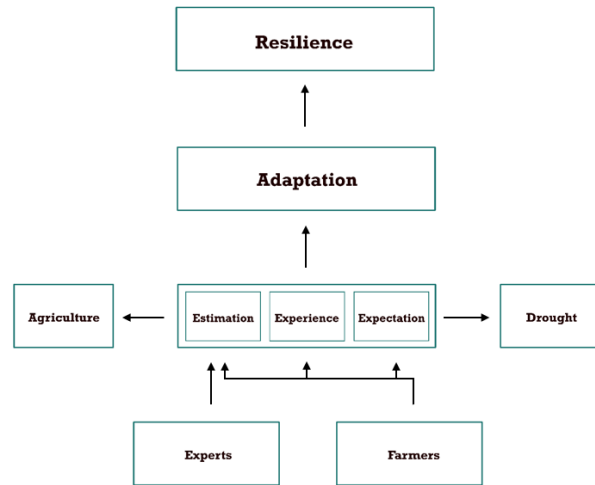 Resilience
Adaptation
Agriculture
Estimation
Experience
Expectation
Drought
Experts
Farmers